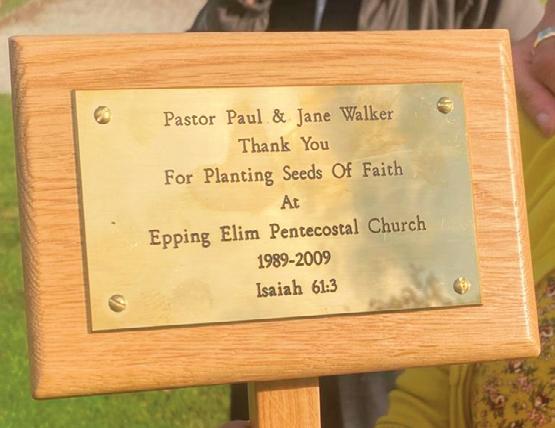 Pastor Paul & Jane Walker
Thank You
For Planting Seeds Of Faith
At
Epping Elim Pentecostal Church
1989-2009
Isaiah 61:3